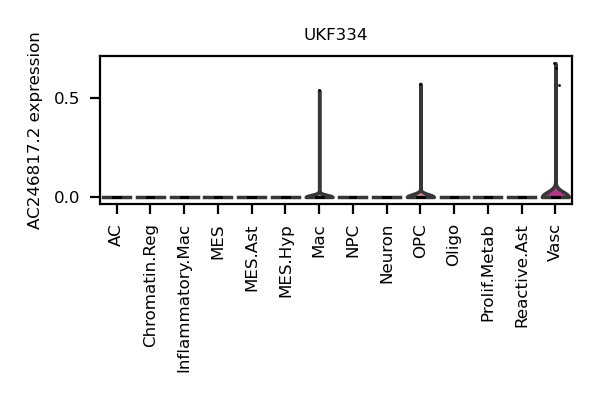 UKF334
AC246817.2 expression
0.5
0.0
AC
Chromatin.Reg
Inflammatory.Mac
MES
MES.Ast
MES.Hyp
Mac
NPC
Neuron
OPC
Oligo
Prolif.Metab
Reactive.Ast
Vasc